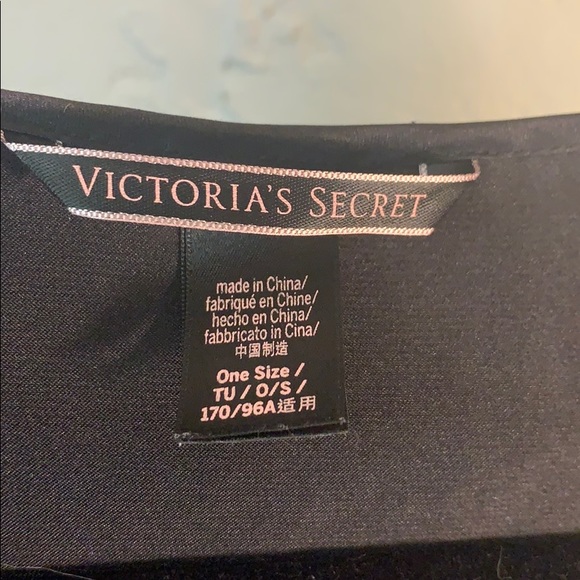 VICTORIA'S SECRET
made in China/
fabriqué en Chine/
hecho en China/
fabbricato in Cina/
中国制造
One Size /
TU / O/S /
170/96A适用